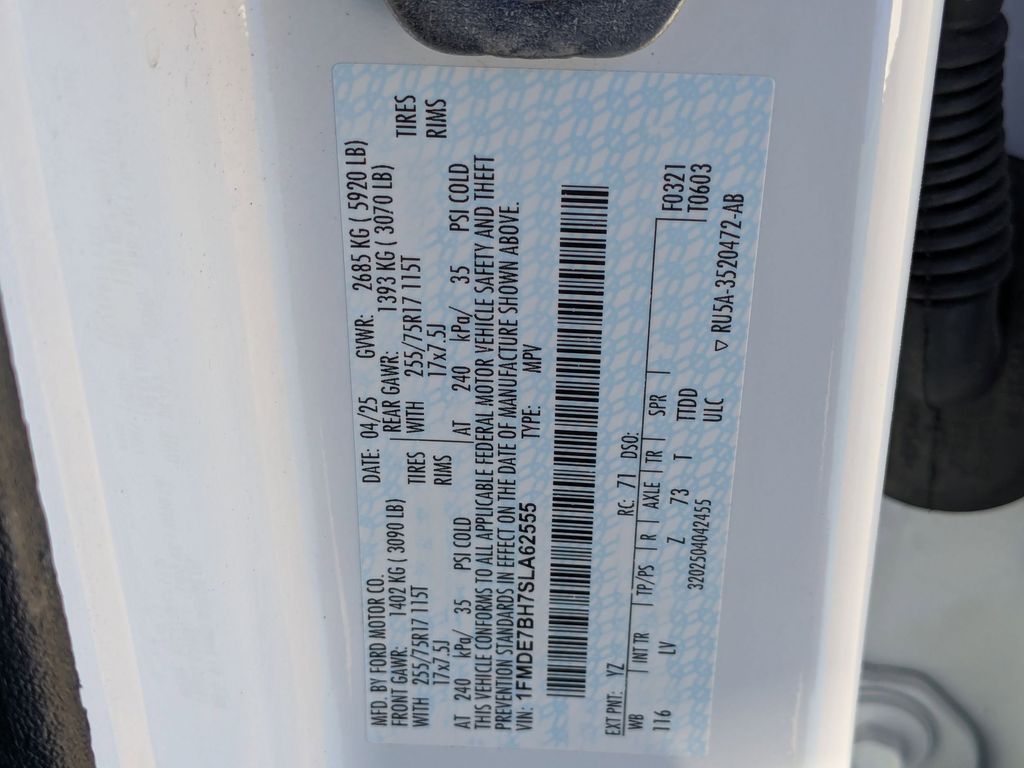 MFD. BY FORD MOTOR CO.
DATE: 04/25 GVWR: 2685 KG ( 5920 LB)
FRONT GAWR: 1402 KG ( 3090 LB) REAR GAWR: 1393 KG ( 3070 LB)
WITH 255/75R17 115T TIRES WITH 255/75R17 115T TIRES
17x7.5J RIMS 17x7.5J RIMS
AT 240 kPa/ 35 PSI COLD AT 240 kPa/ 35 PSI COLD
THIS VEHICLE CONFORMS TO ALL APPLICABLE FEDERAL MOTOR VEHICLE SAFETY AND THEFT
PREVENTION STANDARDS IN EFFECT ON THE DATE OF MANUFACTURE SHOWN ABOVE.
VIN: 1FMDE7BH7SLA62555 TYPE: MPV
EXT PNT: YZ RC: 71 DSO:
WB INT TR TP/PS R AXLE TR SPR F0321
116 LV Z 73 T TTDD T0603
320250404002455 ULC
▽ RU5A-3520472-AB